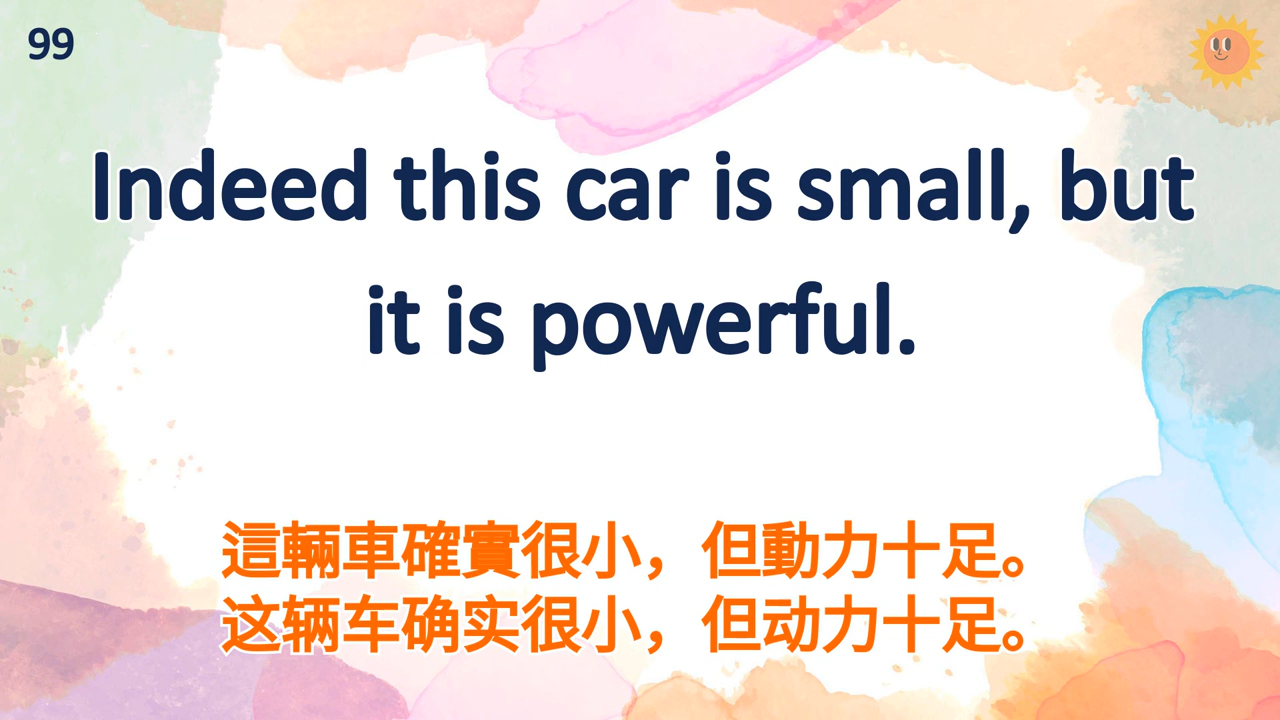 99
Indeed this car is small, but
it is powerful.
這輛車確實很小，但動力十足。
这辆车确实很小，但动力十足。